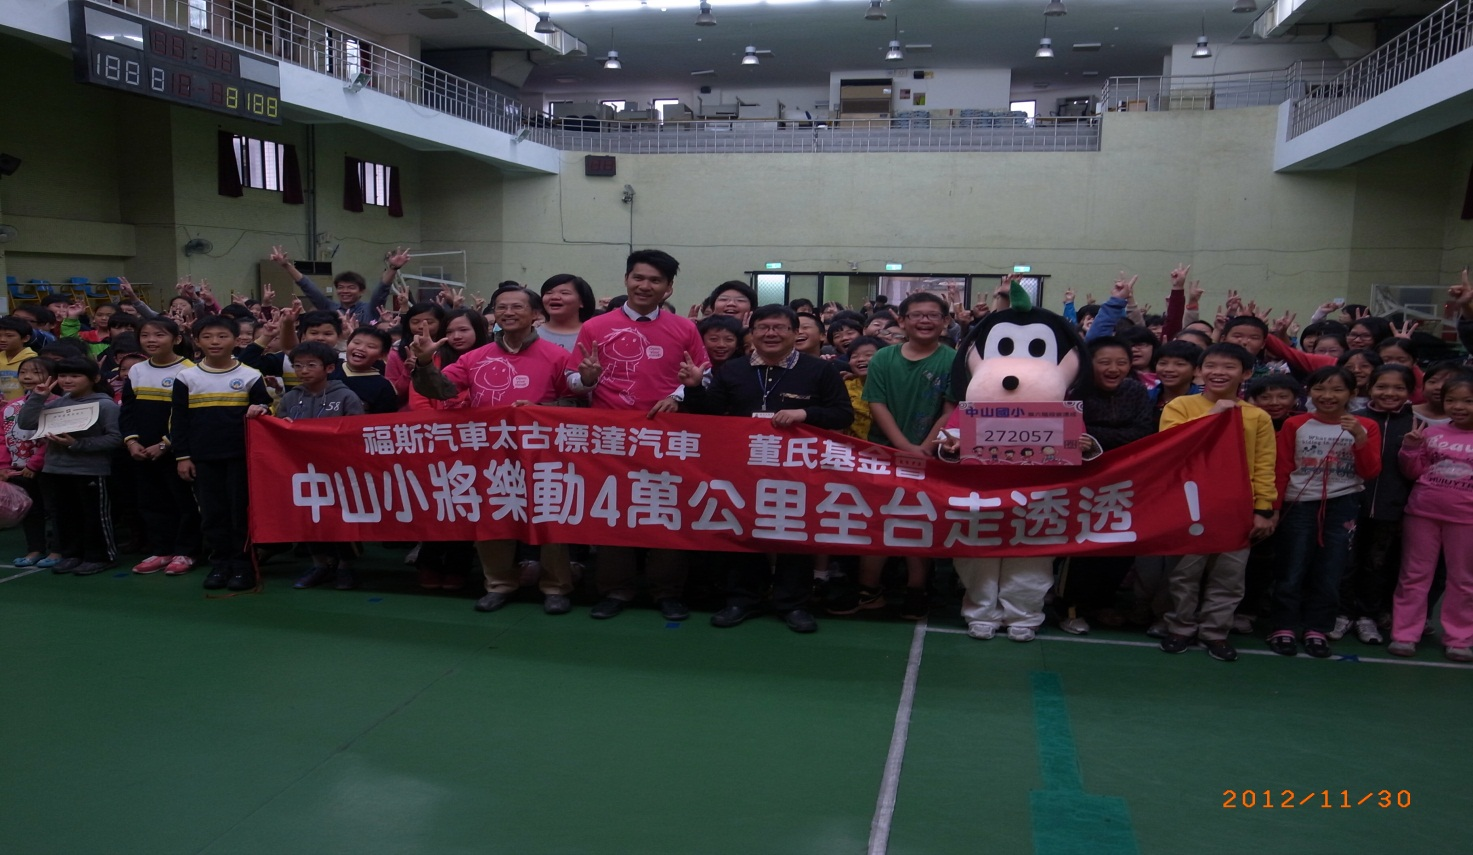 福斯汽車太古標達汽車 董氏基金會
中山小將樂動4萬公里全台走透透！
中山國小
272057
2012/11/30